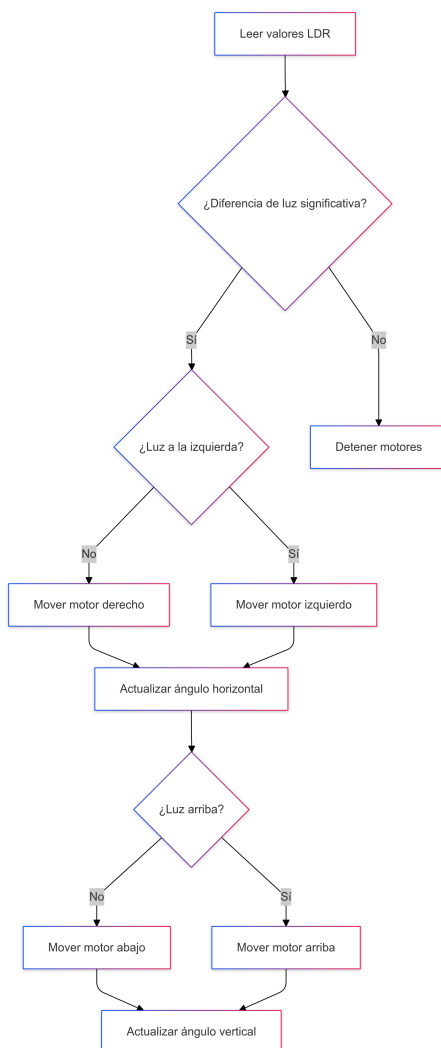 Leer valores LDR
¿Diferencia de luz significativa?
Sí
No
¿Luz a la izquierda?
Detener motores
No
Sí
Mover motor derecho
Mover motor izquierdo
Actualizar ángulo horizontal
¿Luz arriba?
No
Sí
Mover motor abajo
Mover motor arriba
Actualizar ángulo vertical